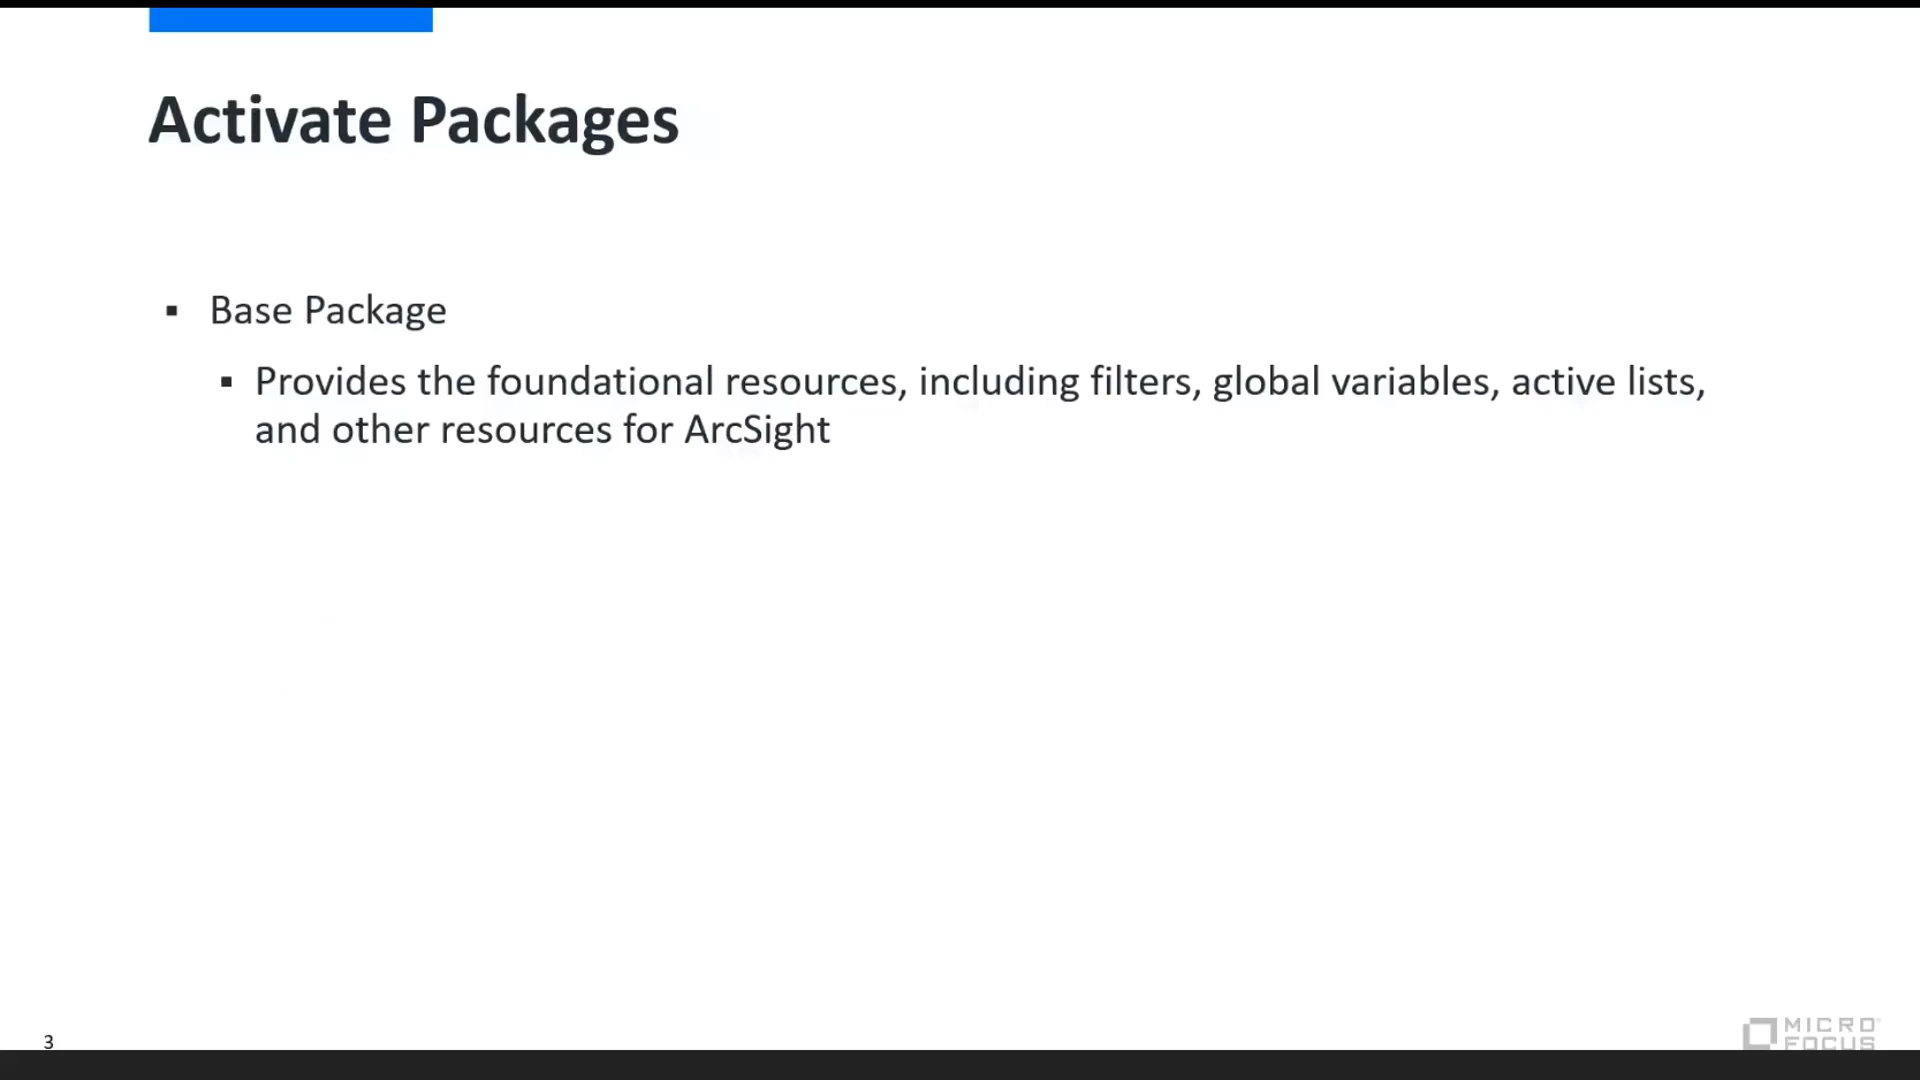 Activate Packages
▪ Base Package
▪ Provides the foundational resources, including filters, global variables, active lists,
and other resources for ArcSight
3
MICRO
FOCUS